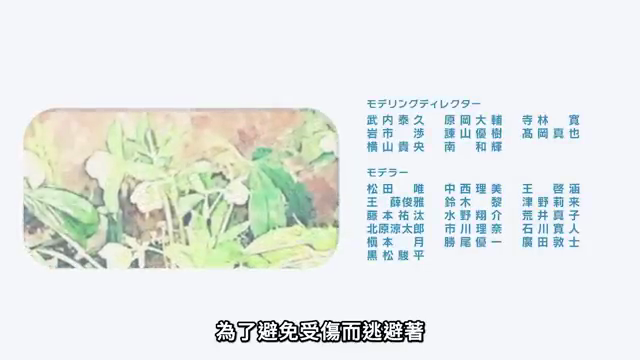 モデリングディレクター
武内泰久 原岡大輔 寺林 寛
岩市 渉 諌山優樹 髙岡真也
横山貴央 南 和輝
モデラー
松田 唯 中西理美 王 啓涵
王 薛俊雅 鈴木 黎 津野莉来
藤本祐汰 水野翔介 荒井真子
北原涼太郎 市川理奈 石川寛人
槇本 月 勝尾優一 廣田敦士
黒松駿平
為了避免受傷而逃避著